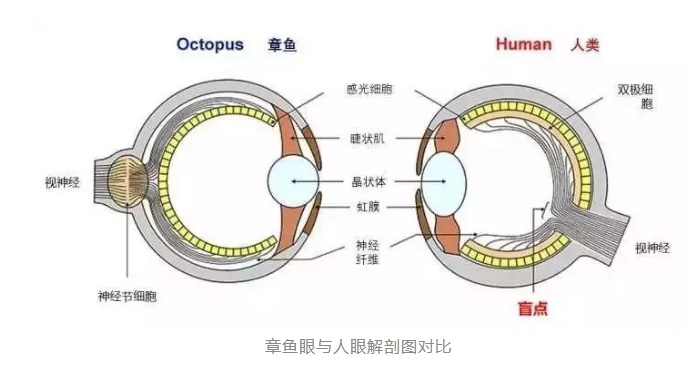 Octopus 章鱼
Human 人类
感光细胞
双极细
胞
睫状肌
视神经
晶状体
虹膜
神经
纤维
视神经
神经节细胞
盲点
章鱼眼与人眼解剖图对比